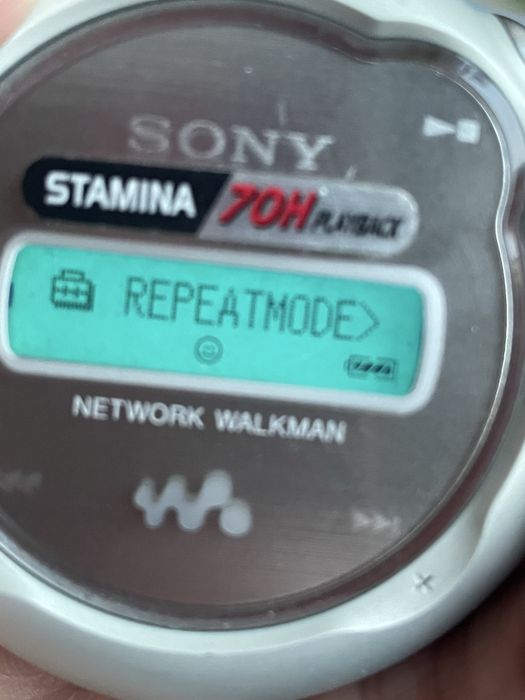 SONY
STAMINA 70H PLAYBACK
REPEATMODE>
NETWORK WALKMAN